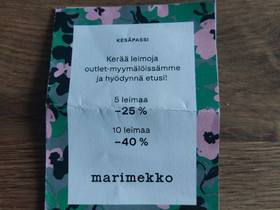 KESÄPASSI
Kerää leimoja
outlet-myymälöissämme
ja hyödynnä etusi!
5 leimaa
–25 %
10 leimaa
–40 %
marimekko